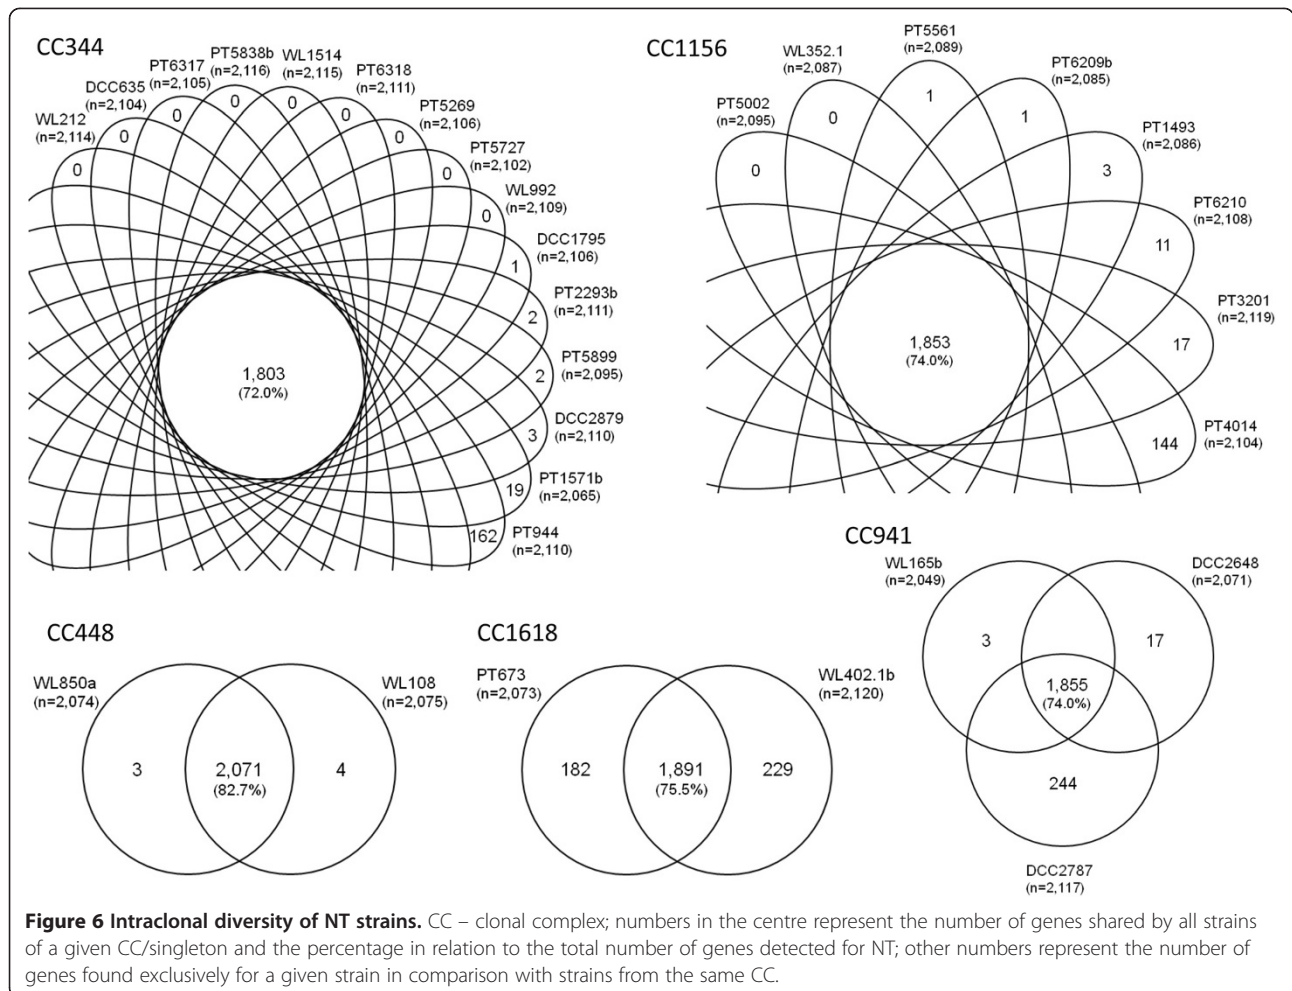 CC344
WL212
(n=2,114)
DCC635
(n=2,104)
PT6317
(n=2,105)
PT5838b
(n=2,116)
WL1514
(n=2,115)
PT6318
(n=2,111)
PT5269
(n=2,106)
PT5727
(n=2,102)
WL992
(n=2,109)
DCC1795
(n=2,106)
PT2293b
(n=2,111)
PT5899
(n=2,095)
DCC2879
(n=2,110)
PT1571b
(n=2,065)
PT944
(n=2,110)
0
0
0
0
0
0
0
0
0
1
2
2
3
19
162
1,803
(72.0%)
CC1156
PT5002
(n=2,095)
WL352.1
(n=2,087)
PT5561
(n=2,089)
PT6209b
(n=2,085)
PT1493
(n=2,086)
PT6210
(n=2,108)
PT3201
(n=2,119)
PT4014
(n=2,104)
0
0
1
1
3
11
17
144
1,853
(74.0%)
CC941
WL165b
(n=2,049)
DCC2648
(n=2,071)
3
17
1,855
(74.0%)
244
DCC2787
(n=2,117)
CC448
WL850a
(n=2,074)
WL108
(n=2,075)
3
2,071
(82.7%)
4
CC1618
PT673
(n=2,073)
WL402.1b
(n=2,120)
182
1,891
(75.5%)
229
Figure 6 Intraclonal diversity of NT strains. CC – clonal complex; numbers in the centre represent the number of genes shared by all strains
of a given CC/singleton and the percentage in relation to the total number of genes detected for NT; other numbers represent the number of
genes found exclusively for a given strain in comparison with strains from the same CC.